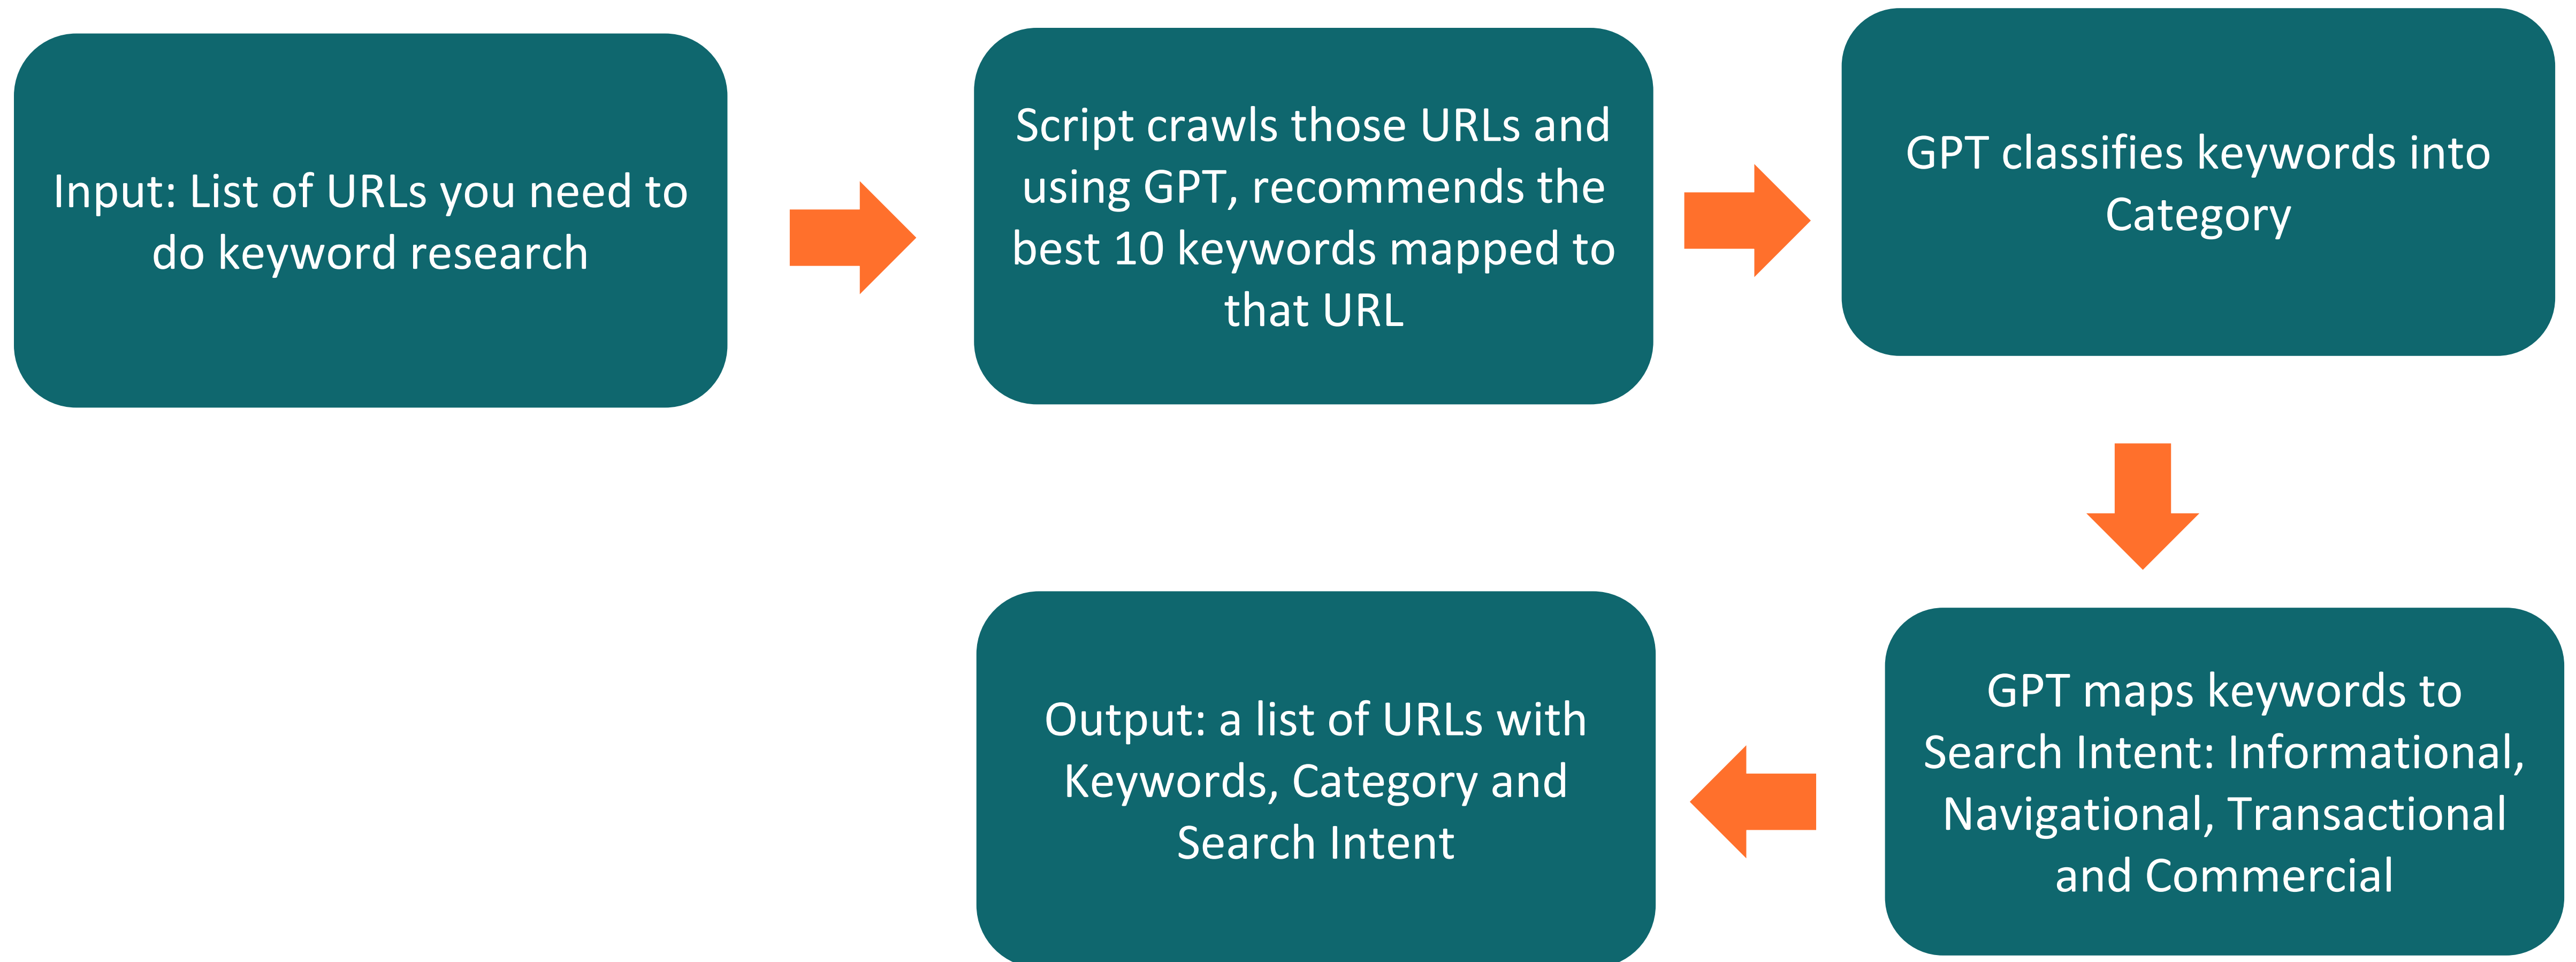 Input: List of URLs you need to
do keyword research
Script crawls those URLs and
using GPT, recommends the
best 10 keywords mapped to
that URL
GPT classifies keywords into
Category
GPT maps keywords to
Search Intent: Informational,
Navigational, Transactional
and Commercial
Output: a list of URLs with
Keywords, Category and
Search Intent